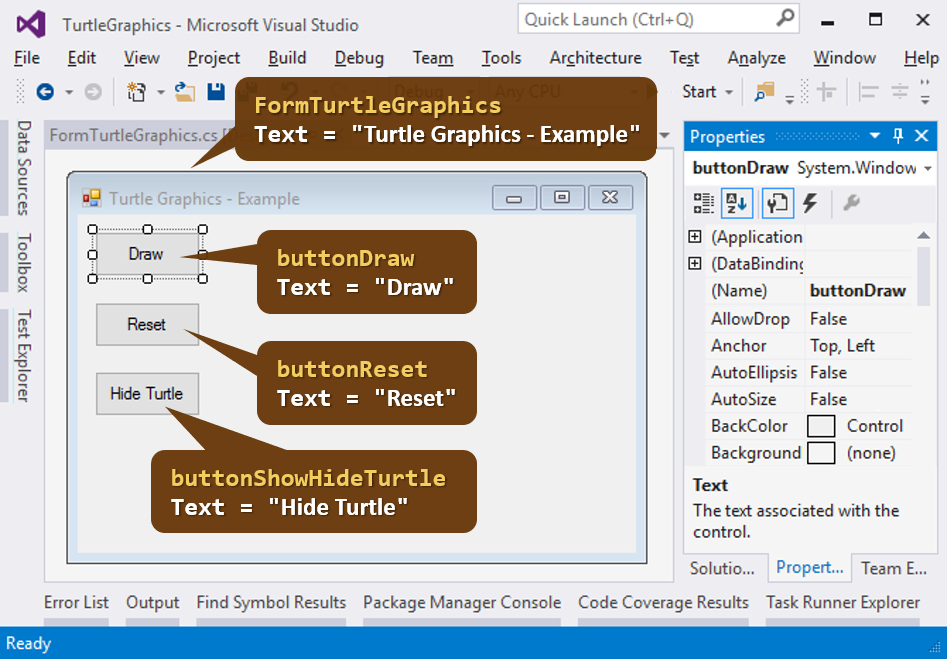 TurtleGraphics - Microsoft Visual Studio
Quick Launch (Ctrl+Q)
File Edit View Project Build Debug Team Tools Architecture Test Analyze Window Help
Debug Any CPU Start
FormTurtleGraphics
Text = "Turtle Graphics - Example"
FormTurtleGraphics.cs
Data Sources
Toolbox
Test Explorer
Turtle Graphics - Example
Draw
buttonDraw
Text = "Draw"
Reset
buttonReset
Text = "Reset"
Hide Turtle
buttonShowHideTurtle
Text = "Hide Turtle"
Properties
buttonDraw System.Window
(Application
(DataBinding
(Name) buttonDraw
AllowDrop False
Anchor Top, Left
AutoEllipsis False
AutoSize False
BackColor Control
Background (none)
Text
The text associated with the
control.
Solutio... Propert... Team E...
Error List Output Find Symbol Results Package Manager Console Code Coverage Results Task Runner Explorer
Ready